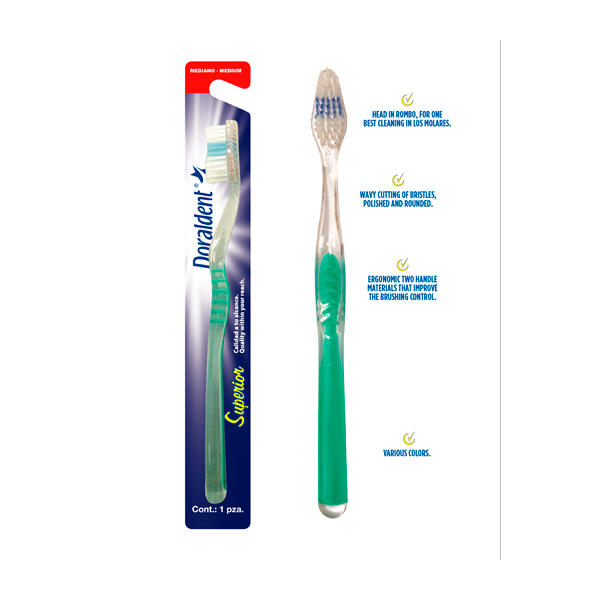 MEDIANO - MEDIUM
Doraldent®
Calidad a tu alcance.
Quality within your reach.
Superior
Cont.: 1 pza.
HEAD IN ROMBO, FOR ONE
BEST CLEANING IN LOS MOLARES.
WAVY CUTTING OF BRISTLES,
POLISHED AND ROUNDED.
ERGONOMIC TWO HANDLE
MATERIALS THAT IMPROVE
THE BRUSHING CONTROL.
VARIOUS COLORS.